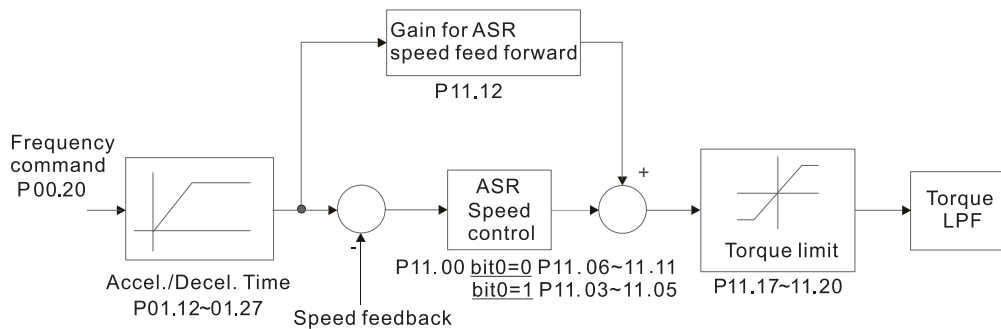 Gain for ASR
speed feed forward
P11.12
Frequency
command
P00.20
Accel./Decel. Time
P01.12~01.27
-
Speed feedback
ASR
Speed
control
P11.00 bit0=0 P11.06~11.11
bit0=1 P11.03~11.05
+
Torque limit
P11.17~11.20
Torque
LPF